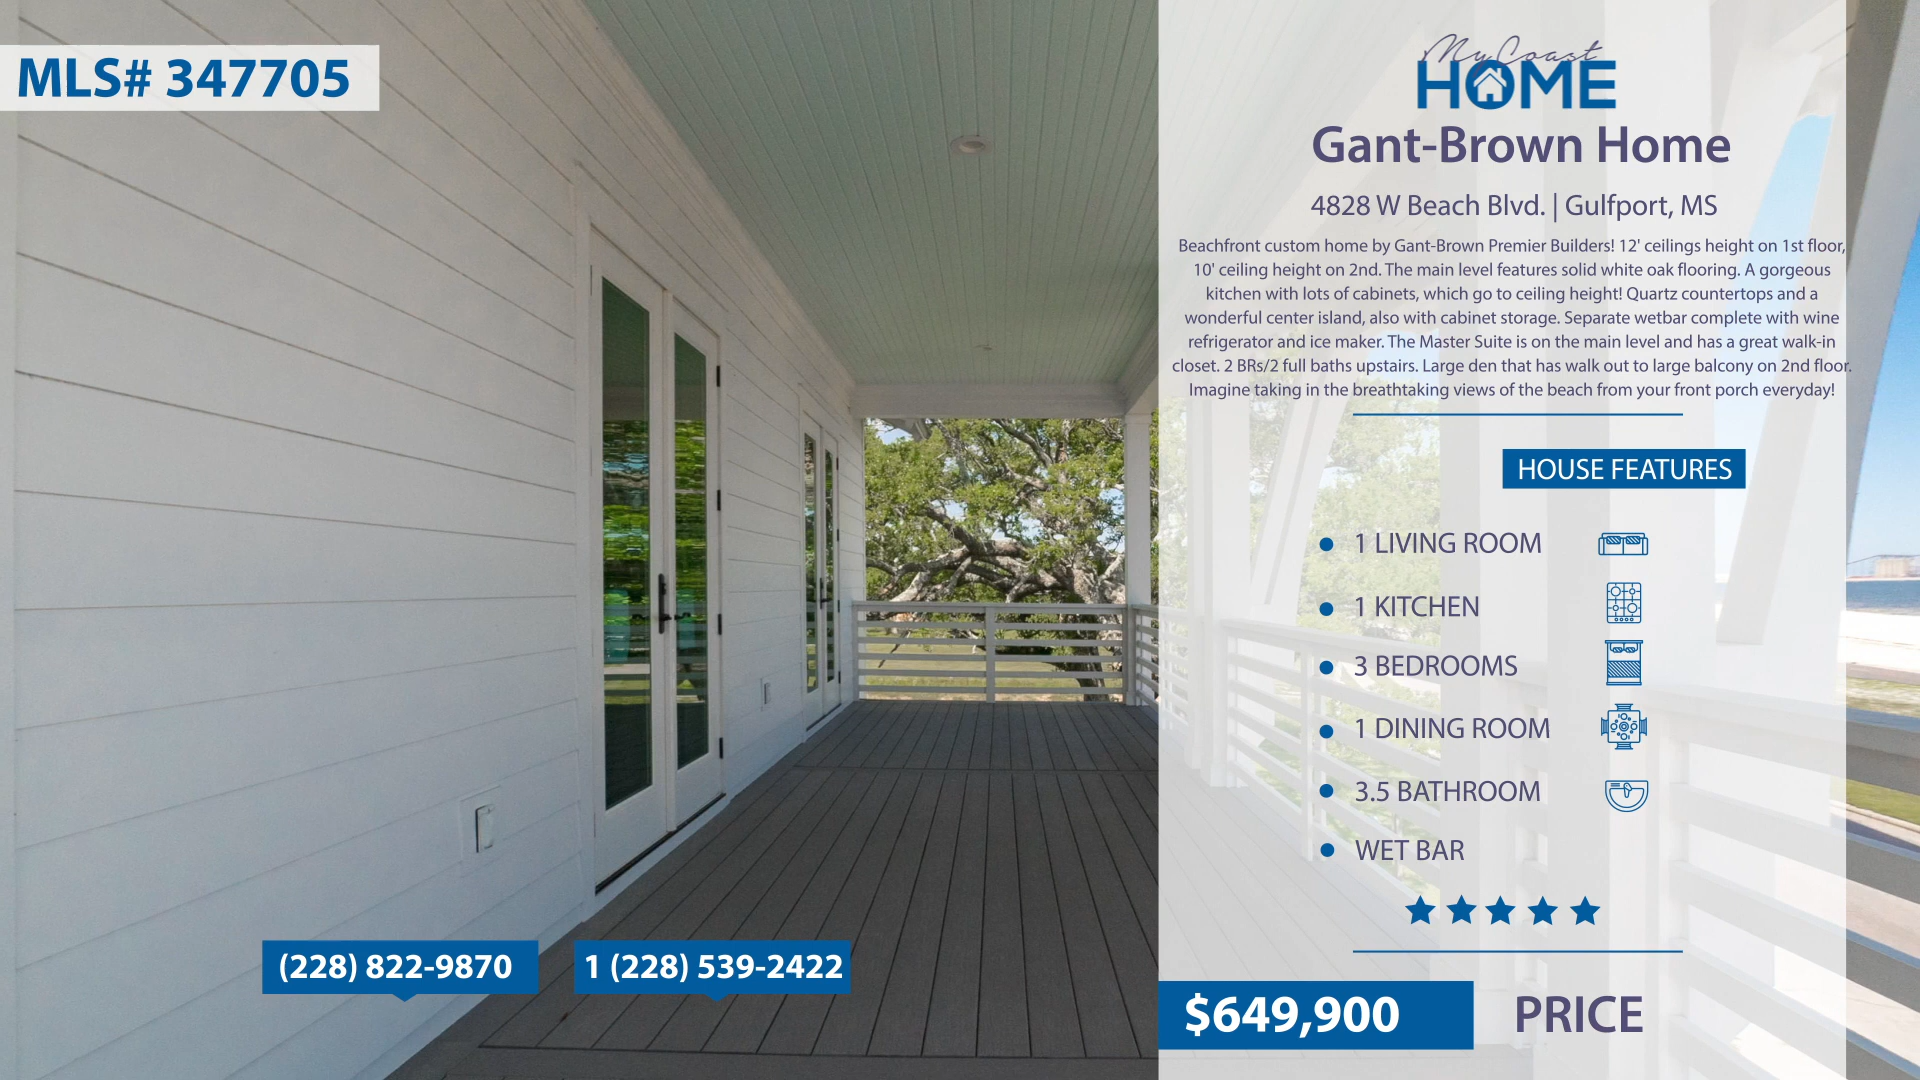 MLS# 347705
My Coast
HOME
Gant-Brown Home
4828 W Beach Blvd. | Gulfport, MS
Beachfront custom home by Gant-Brown Premier Builders! 12' ceilings height on 1st floor,
10' ceiling height on 2nd. The main level features solid white oak flooring. A gorgeous
kitchen with lots of cabinets, which go to ceiling height! Quartz countertops and a
wonderful center island, also with cabinet storage. Separate wetbar complete with wine
refrigerator and ice maker. The Master Suite is on the main level and has a great walk-in
closet. 2 BRs/2 full baths upstairs. Large den that has walk out to large balcony on 2nd floor.
Imagine taking in the breathtaking views of the beach from your front porch everyday!
HOUSE FEATURES
1 LIVING ROOM
1 KITCHEN
3 BEDROOMS
1 DINING ROOM
3.5 BATHROOM
WET BAR
(228) 822-9870
1 (228) 539-2422
$649,900
PRICE